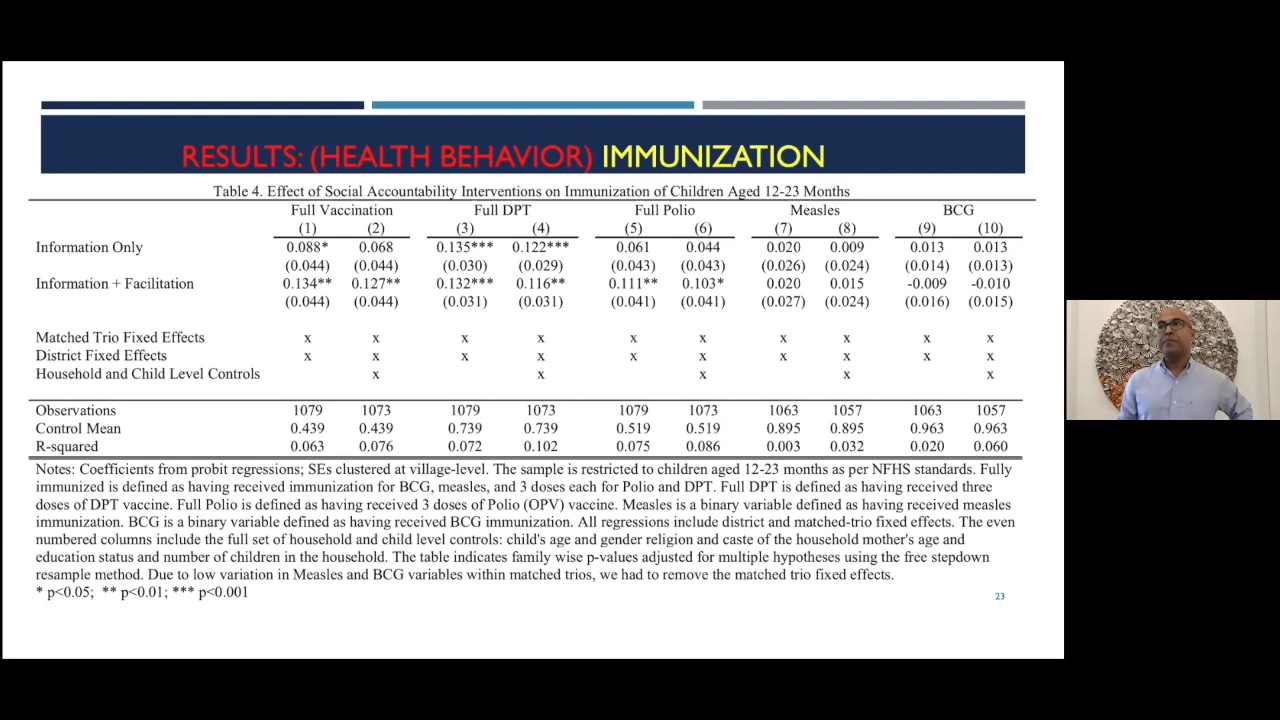 RESULTS: (HEALTH BEHAVIOR) IMMUNIZATION
Table 4. Effect of Social Accountability Interventions on Immunization of Children Aged 12-23 Months
Full Vaccination Full DPT Full Polio Measles BCG
(1) (2) (3) (4) (5) (6) (7) (8) (9) (10)
Information Only 0.088* 0.068 0.135*** 0.122*** 0.061 0.044 0.020 0.009 0.013 0.013
(0.044) (0.044) (0.030) (0.029) (0.043) (0.043) (0.026) (0.024) (0.014) (0.013)
Information + Facilitation 0.134** 0.127** 0.132*** 0.116** 0.111** 0.103* 0.020 0.015 -0.009 -0.010
(0.044) (0.044) (0.031) (0.031) (0.041) (0.041) (0.027) (0.024) (0.016) (0.015)
Matched Trio Fixed Effects x x x x x x x x x x
District Fixed Effects x x x x x x x x x x
Household and Child Level Controls x x x x x
Observations 1079 1073 1079 1073 1079 1073 1063 1057 1063 1057
Control Mean 0.439 0.439 0.739 0.739 0.519 0.519 0.895 0.895 0.963 0.963
R-squared 0.063 0.076 0.072 0.102 0.075 0.086 0.003 0.032 0.020 0.060
Notes: Coefficients from probit regressions; SEs clustered at village-level. The sample is restricted to children aged 12-23 months as per NFHS standards. Fully
immunized is defined as having received immunization for BCG, measles, and 3 doses each for Polio and DPT. Full DPT is defined as having received three
doses of DPT vaccine. Full Polio is defined as having received 3 doses of Polio (OPV) vaccine. Measles is a binary variable defined as having received measles
immunization. BCG is a binary variable defined as having received BCG immunization. All regressions include district and matched-trio fixed effects. The even
numbered columns include the full set of household and child level controls: child's age and gender religion and caste of the household mother's age and
education status and number of children in the household. The table indicates family wise p-values adjusted for multiple hypotheses using the free stepdown
resample method. Due to low variation in Measles and BCG variables within matched trios, we had to remove the matched trio fixed effects.
* p<0.05; ** p<0.01; *** p<0.001
23